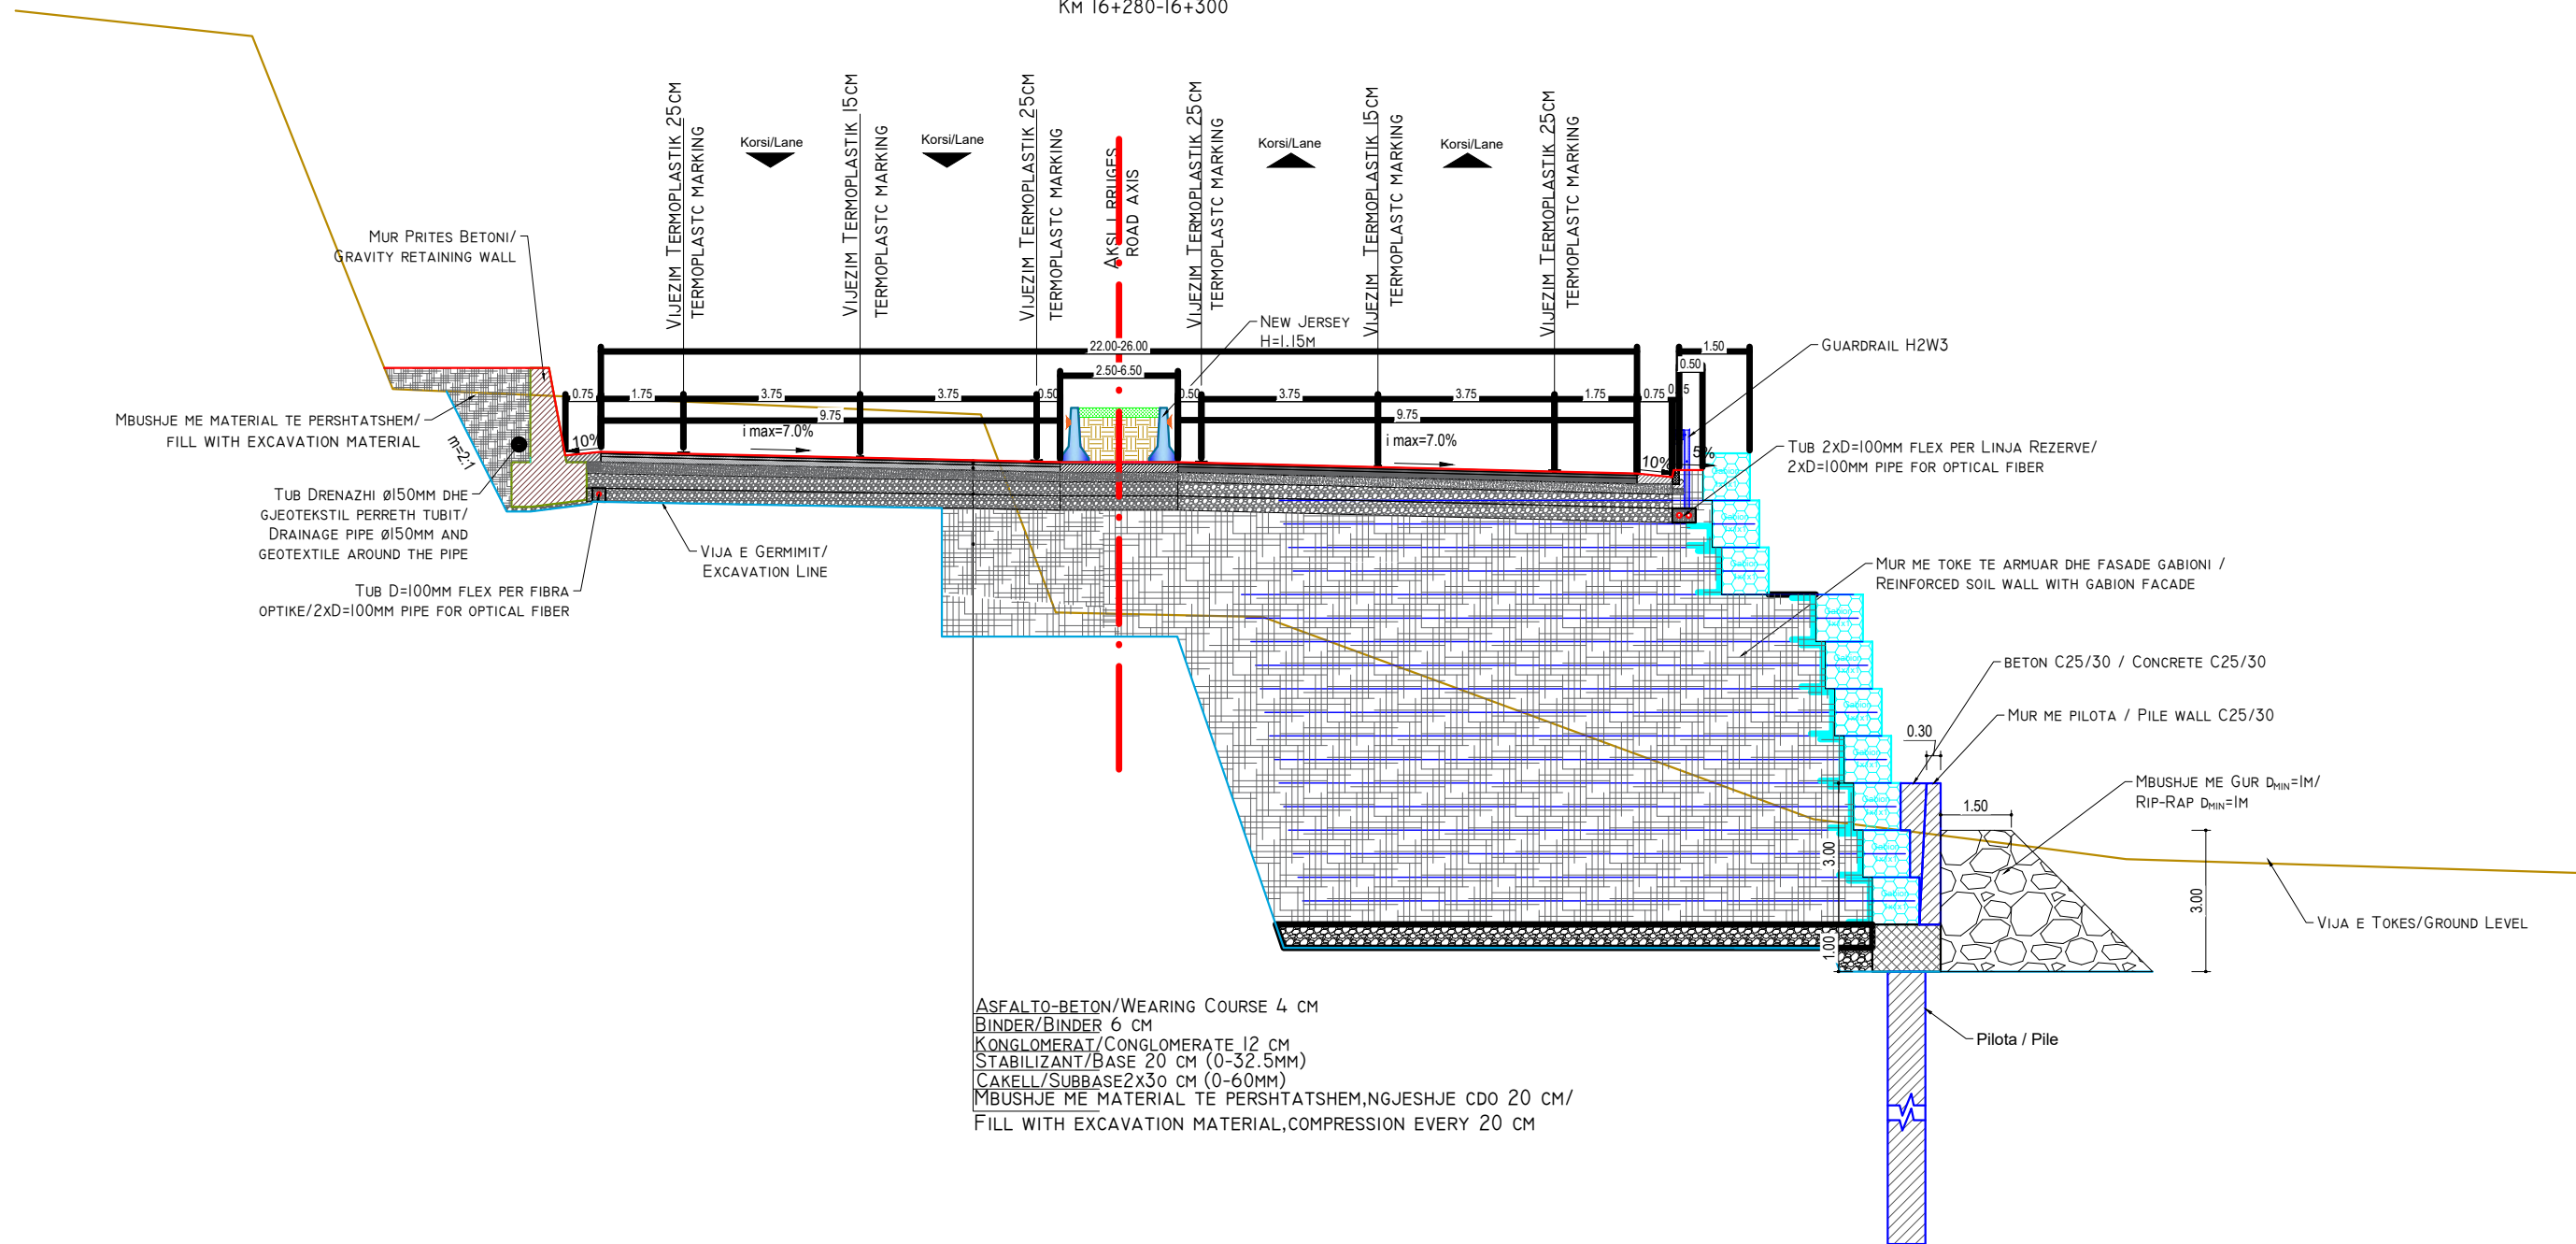 KM 16+280-16+300
VIJEZIM TERMOPLASTIK 25CM
TERMOPLASTC MARKING
Korsi/Lane
VIJEZIM TERMOPLASTIK 15CM
TERMOPLASTC MARKING
Korsi/Lane
VIJEZIM TERMOPLASTIK 25CM
TERMOPLASTC MARKING
AKSI I RRUGES
ROAD AXIS
VIJEZIM TERMOPLASTIK 25CM
TERMOPLASTC MARKING
Korsi/Lane
VIJEZIM TERMOPLASTIK 15CM
TERMOPLASTC MARKING
Korsi/Lane
VIJEZIM TERMOPLASTIK 25CM
TERMOPLASTC MARKING
MUR PRITES BETONI/
GRAVITY RETAINING WALL
NEW JERSEY
H=1.15M
GUARDRAIL H2W3
22.00-26.00
1.50
0.50
2.50-6.50
0.75
1.75
3.75
3.75
0.50
0.50
3.75
3.75
1.75
0.75
9.75
9.75
i max=7.0%
i max=7.0%
10%
10%
5%
MBUSHJE ME MATERIAL TE PERSHTATSHEM/
FILL WITH EXCAVATION MATERIAL
m=2:1
TUB 2XD=100MM FLEX PER LINJA REZERVE/
2XD=100MM PIPE FOR OPTICAL FIBER
TUB DRENAZHI Ø150MM DHE
GJEOTEKSTIL PERRETH TUBIT/
DRAINAGE PIPE Ø150MM AND
GEOTEXTILE AROUND THE PIPE
VIJA E GERMIMIT/
EXCAVATION LINE
TUB D=100MM FLEX PER FIBRA
OPTIKE/2XD=100MM PIPE FOR OPTICAL FIBER
MUR ME TOKE TE ARMUAR DHE FASADE GABIONI /
REINFORCED SOIL WALL WITH GABION FACADE
BETON C25/30 / CONCRETE C25/30
MUR ME PILOTA / PILE WALL C25/30
0.30
MBUSHJE ME GUR DMIN=1M/
RIP-RAP DMIN=1M
1.50
3.00
3.00
1.00
VIJA E TOKES/GROUND LEVEL
Pilota / Pile
ASFALTO-BETON/WEARING COURSE 4 CM
BINDER/BINDER 6 CM
KONGLOMERAT/CONGLOMERATE 12 CM
STABILIZANT/BASE 20 CM (0-32.5MM)
CAKELL/SUBBASE2X30 CM (0-60MM)
MBUSHJE ME MATERIAL TE PERSHTATSHEM,NGJESHJE CDO 20 CM/
FILL WITH EXCAVATION MATERIAL,COMPRESSION EVERY 20 CM